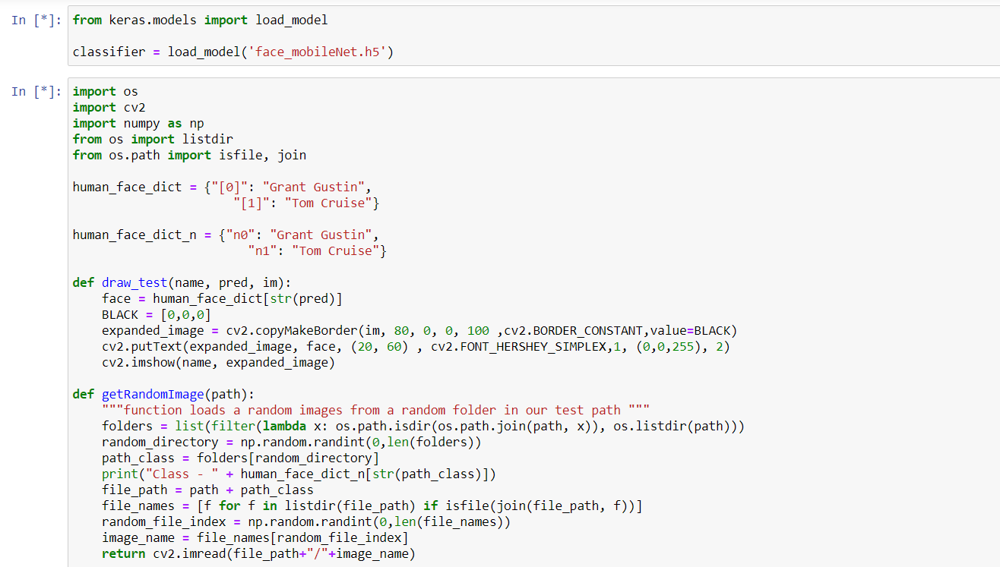 In [*]: from keras.models import load_model

classifier = load_model('face_mobileNet.h5')

In [*]: import os
import cv2
import numpy as np
from os import listdir
from os.path import isfile, join

human_face_dict = {"[0]": "Grant Gustin",
                      "[1]": "Tom Cruise"}

human_face_dict_n = {"n0": "Grant Gustin",
                        "n1": "Tom Cruise"}

def draw_test(name, pred, im):
    face = human_face_dict[str(pred)]
    BLACK = [0,0,0]
    expanded_image = cv2.copyMakeBorder(im, 80, 0, 0, 100 ,cv2.BORDER_CONSTANT,value=BLACK)
    cv2.putText(expanded_image, face, (20, 60) , cv2.FONT_HERSHEY_SIMPLEX,1, (0,0,255), 2)
    cv2.imshow(name, expanded_image)

def getRandomImage(path):
    """function loads a random images from a random folder in our test path """
    folders = list(filter(lambda x: os.path.isdir(os.path.join(path, x)), os.listdir(path)))
    random_directory = np.random.randint(0,len(folders))
    path_class = folders[random_directory]
    print("Class - " + human_face_dict_n[str(path_class)])
    file_path = path + path_class
    file_names = [f for f in listdir(file_path) if isfile(join(file_path, f))]
    random_file_index = np.random.randint(0,len(file_names))
    image_name = file_names[random_file_index]
    return cv2.imread(file_path+"/"+image_name)